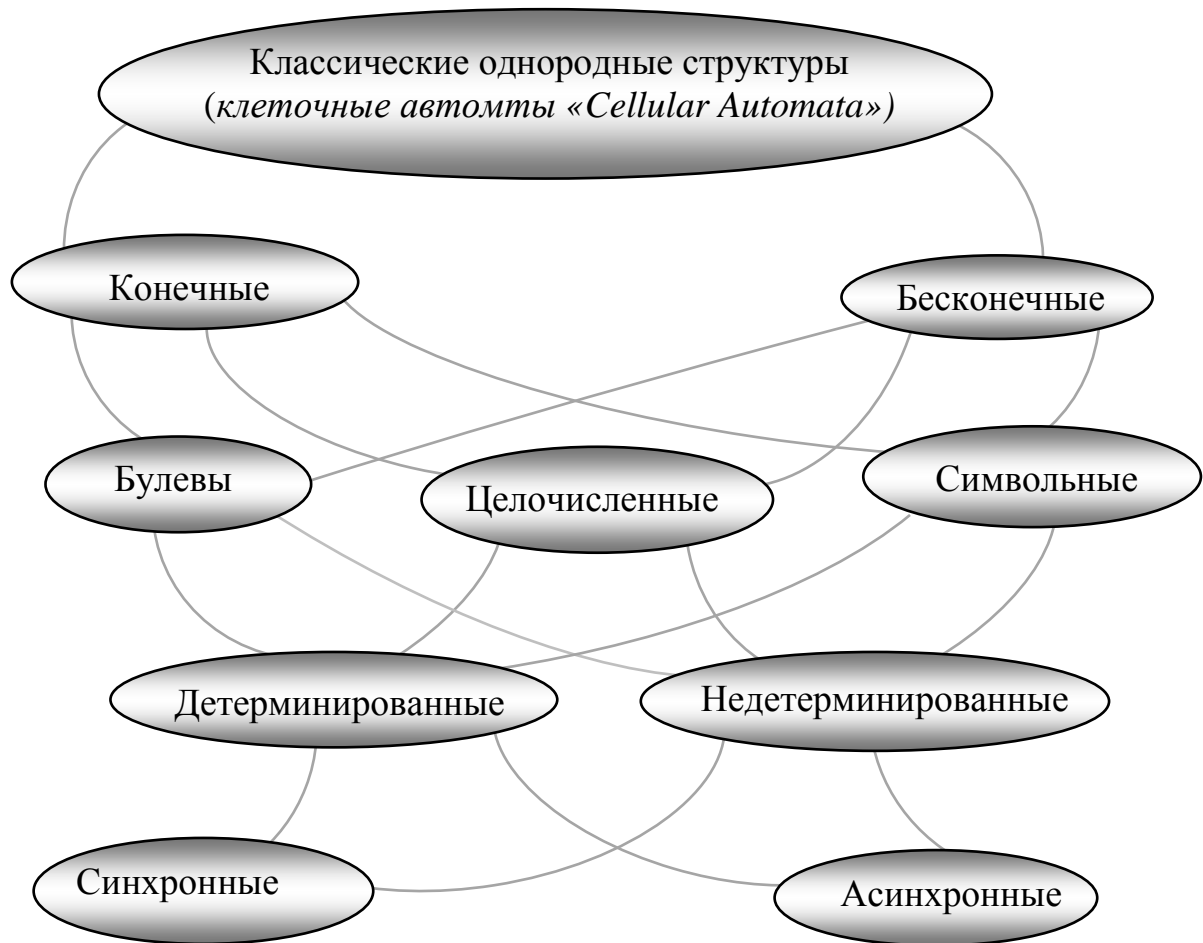 Классические однородные структуры
(клеточные автомты «Cellular Automata»)
Конечные
Бесконечные
Булевы
Целочисленные
Символьные
Детерминированные
Недетерминированные
Синхронные
Асинхронные